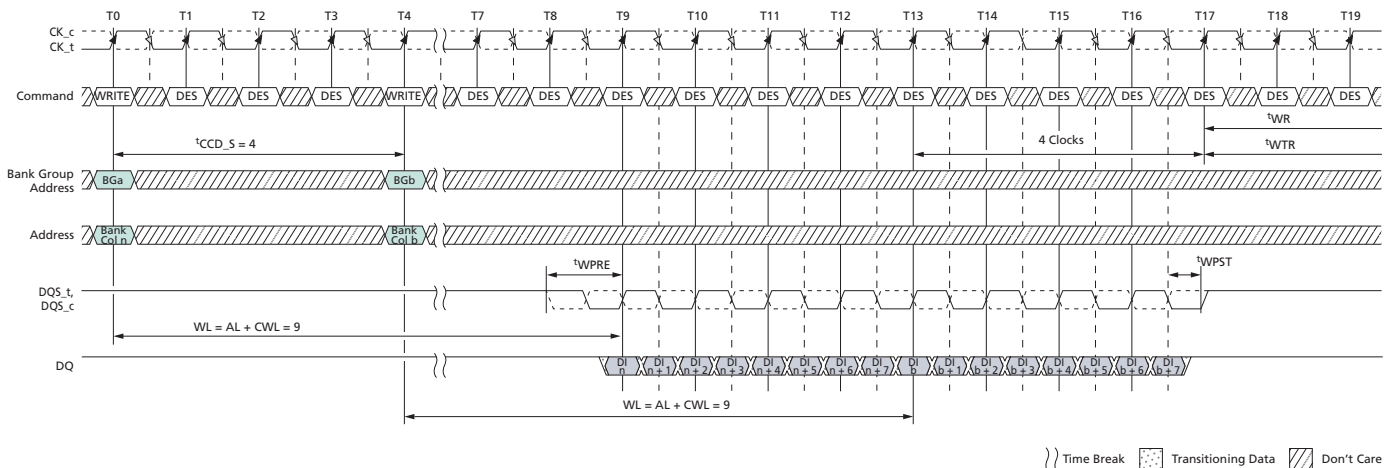 T0 T1 T2 T3 T4 T7 T8 T9 T10 T11 T12 T13 T14 T15 T16 T17 T18 T19
CK_c
CK_t
Command WRITE DES DES DES WRITE DES DES DES DES DES DES DES DES DES DES DES DES DES
tCCD_S = 4 4 Clocks tWR
tWTR
Bank Group
Address BGa BGb
Address Bank
Col n Bank
Col b
tWPRE tWPST
DQS_t,
DQS_c
WL = AL + CWL = 9
DQ DI
n DI
n + 1 DI
n + 2 DI
n + 3 DI
n + 4 DI
n + 5 DI
n + 6 DI
n + 7 DI
b DI
b + 1 DI
b + 2 DI
b + 3 DI
b + 4 DI
b + 5 DI
b + 6 DI
b + 7
WL = AL + CWL = 9
Time Break Transitioning Data Don't Care